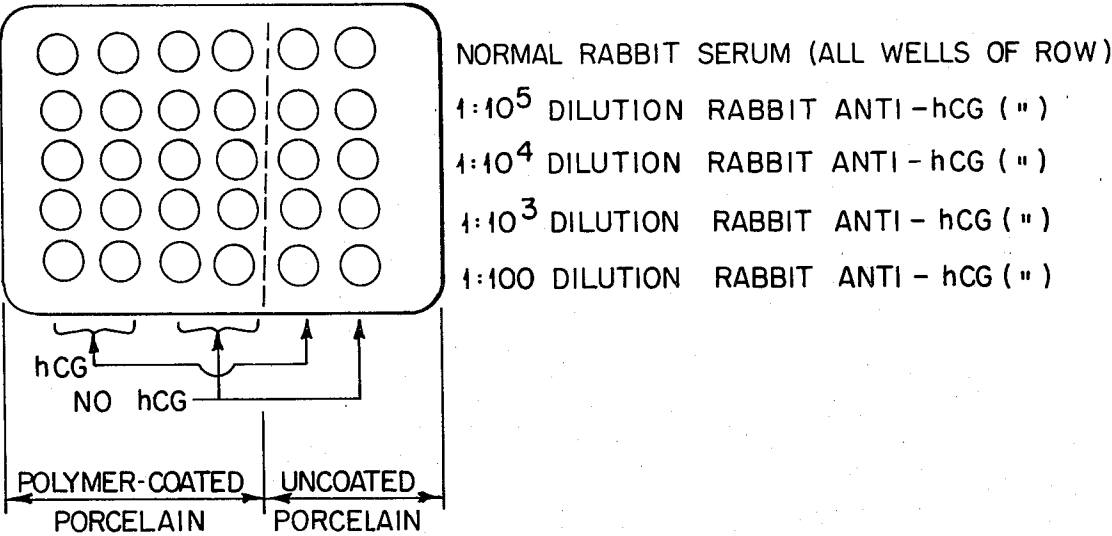 NORMAL RABBIT SERUM (ALL WELLS OF ROW)
1:10⁵ DILUTION RABBIT ANTI-hCG (")
1:10⁴ DILUTION RABBIT ANTI-hCG (")
1:10³ DILUTION RABBIT ANTI-hCG (")
1:100 DILUTION RABBIT ANTI-hCG (")
hCG
NO hCG
POLYMER-COATED UNCOATED
PORCELAIN PORCELAIN